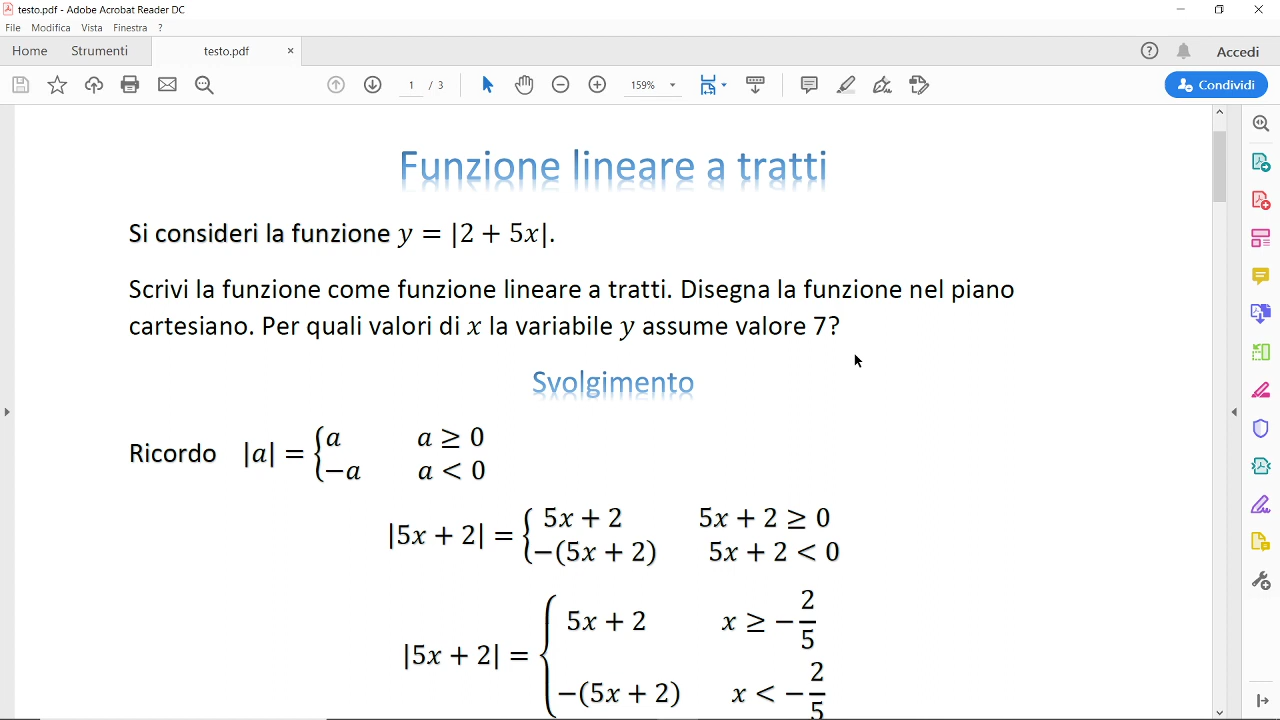 testo.pdf - Adobe Acrobat Reader DC
File Modifica Vista Finestra ?
Home Strumenti testo.pdf × Accedi
1 / 3 159% Condividi
Funzione lineare a tratti
Si consideri la funzione y = |2 + 5x|.
Scrivi la funzione come funzione lineare a tratti. Disegna la funzione nel piano
cartesiano. Per quali valori di x la variabile y assume valore 7?
Svolgimento
Ricordo |a| = { a a ≥ 0
−a a < 0
|5x + 2| = { 5x + 2 5x + 2 ≥ 0
−(5x + 2) 5x + 2 < 0
|5x + 2| = { 5x + 2 x ≥ −2/5
−(5x + 2) x < −2/5